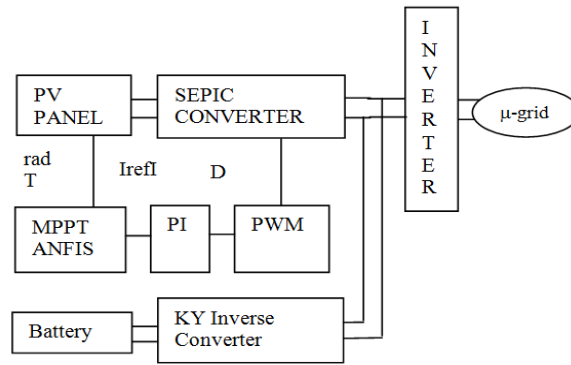 PV
PANEL
SEPIC
CONVERTER
I
N
V
E
R
T
E
R
μ-grid
rad
T
IrefI
D
MPPT
ANFIS
PI
PWM
Battery
KY Inverse
Converter